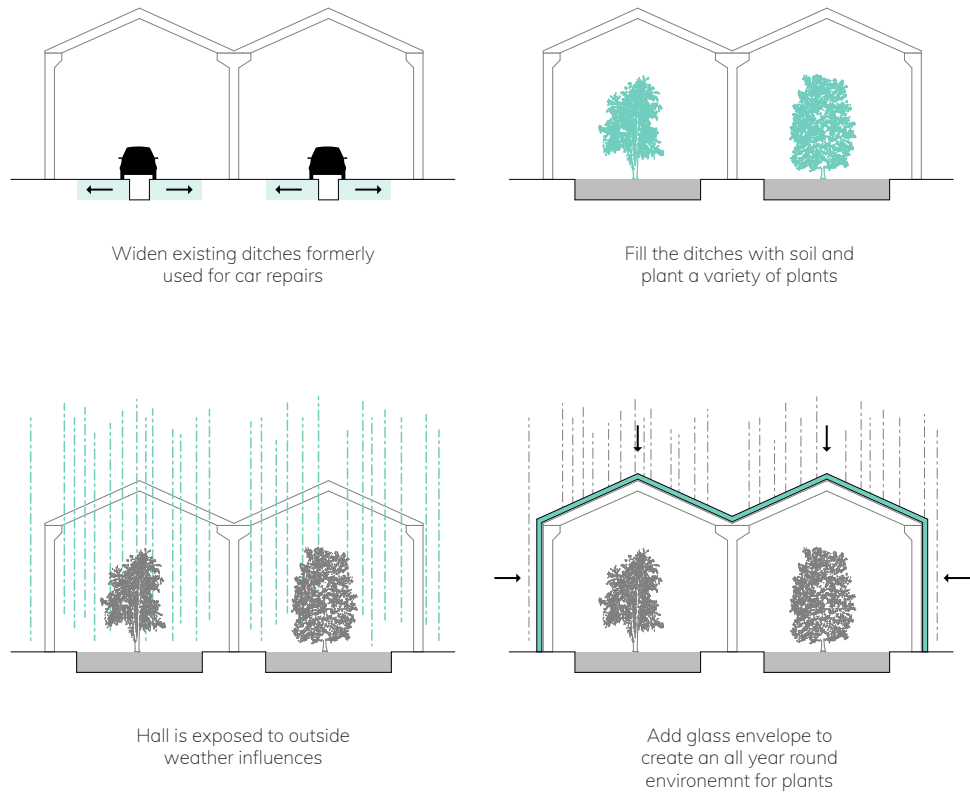 Widen existing ditches formerly
used for car repairs
Fill the ditches with soil and
plant a variety of plants
Hall is exposed to outside
weather influences
Add glass envelope to
create an all year round
environemnt for plants